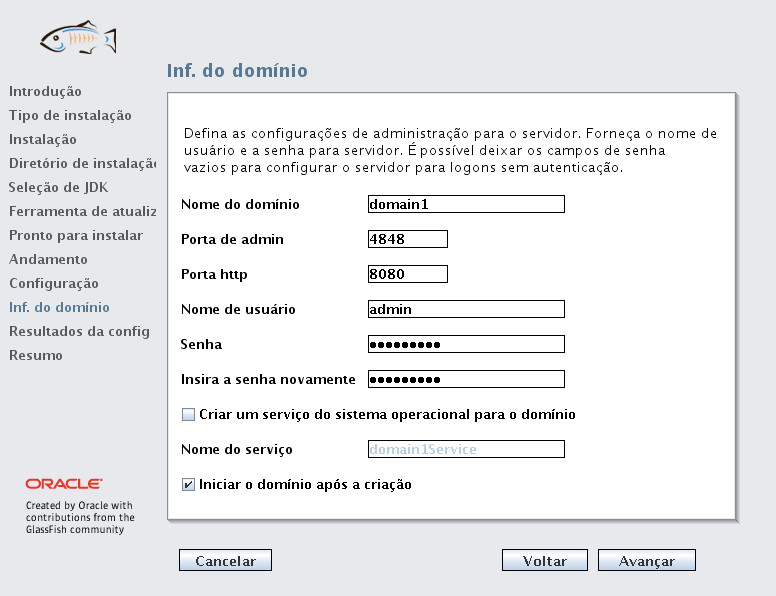 Inf. do domínio
Introdução
Tipo de instalação
Instalação
Diretório de instalaçã
Seleção de JDK
Ferramenta de atualiz
Pronto para instalar
Andamento
Configuração
Inf. do domínio
Resultados da config
Resumo
Defina as configurações de administração para o servidor. Forneça o nome de
usuário e a senha para servidor. É possível deixar os campos de senha
vazios para configurar o servidor para logons sem autenticação.
Nome do domínio domain1
Porta de admin 4848
Porta http 8080
Nome de usuário admin
Senha ●●●●●●●●●
Insira a senha novamente ●●●●●●●●●
Criar um serviço do sistema operacional para o domínio
Nome do serviço domain1Service
Iniciar o domínio após a criação
ORACLE
Created by Oracle with
contributions from the
GlassFish community
Cancelar Voltar Avançar